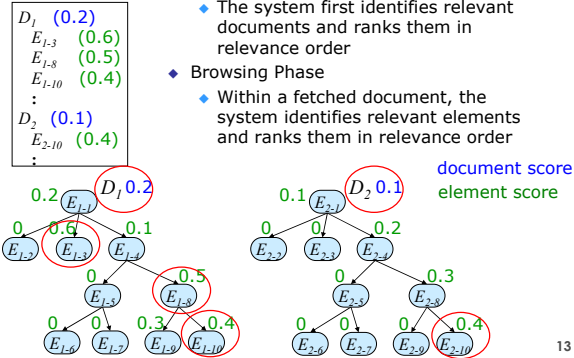 D1 (0.2)
E1-3 (0.6)
E1-8 (0.5)
E1-10 (0.4)
:
D2 (0.1)
E2-10 (0.4)
:
◆ The system first identifies relevant
documents and ranks them in
relevance order
◆ Browsing Phase
◆ Within a fetched document, the
system identifies relevant elements
and ranks them in relevance order
document score
element score
0.2 E1-1 D1 0.2
0 0.6 0.1
E1-2 E1-3 E1-4
0 0.5
E1-5 E1-8
0 0 0.3 0.4
E1-6 E1-7 E1-9 E1-10
0.1 E2-1 D2 0.1
0 0 0.2
E2-2 E2-3 E2-4
0 0.3
E2-5 E2-8
0 0 0 0.4
E2-6 E2-7 E2-9 E2-10
13